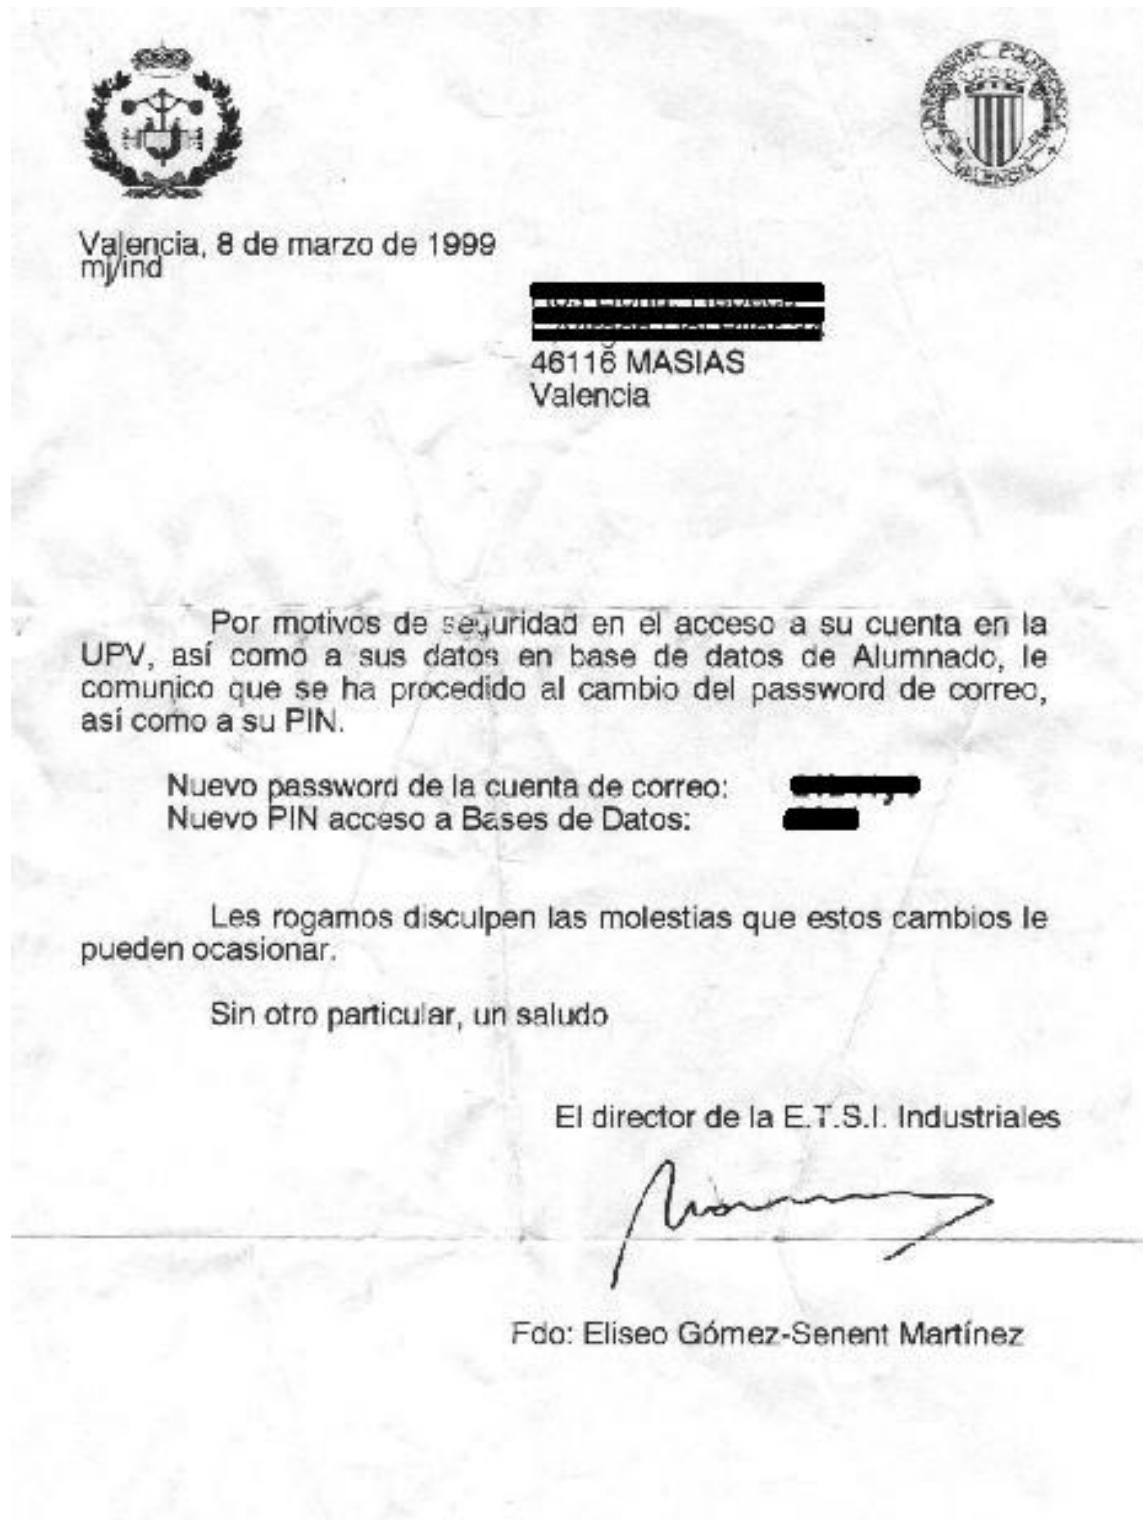 UNIVERSITAT POLITECNICA
VALENCIA
Valencia, 8 de marzo de 1999
mj/ind
46116 MASIAS
Valencia
Por motivos de seguridad en el acceso a su cuenta en la
UPV, así como a sus datos en base de datos de Alumnado, le
comunico que se ha procedido al cambio del password de correo,
así como a su PIN.
Nuevo password de la cuenta de correo:
Nuevo PIN acceso a Bases de Datos:
Les rogamos disculpen las molestias que estos cambios le
pueden ocasionar.
Sin otro particular, un saludo
El director de la E.T.S.I. Industriales
Fdo: Eliseo Gómez-Senent Martínez